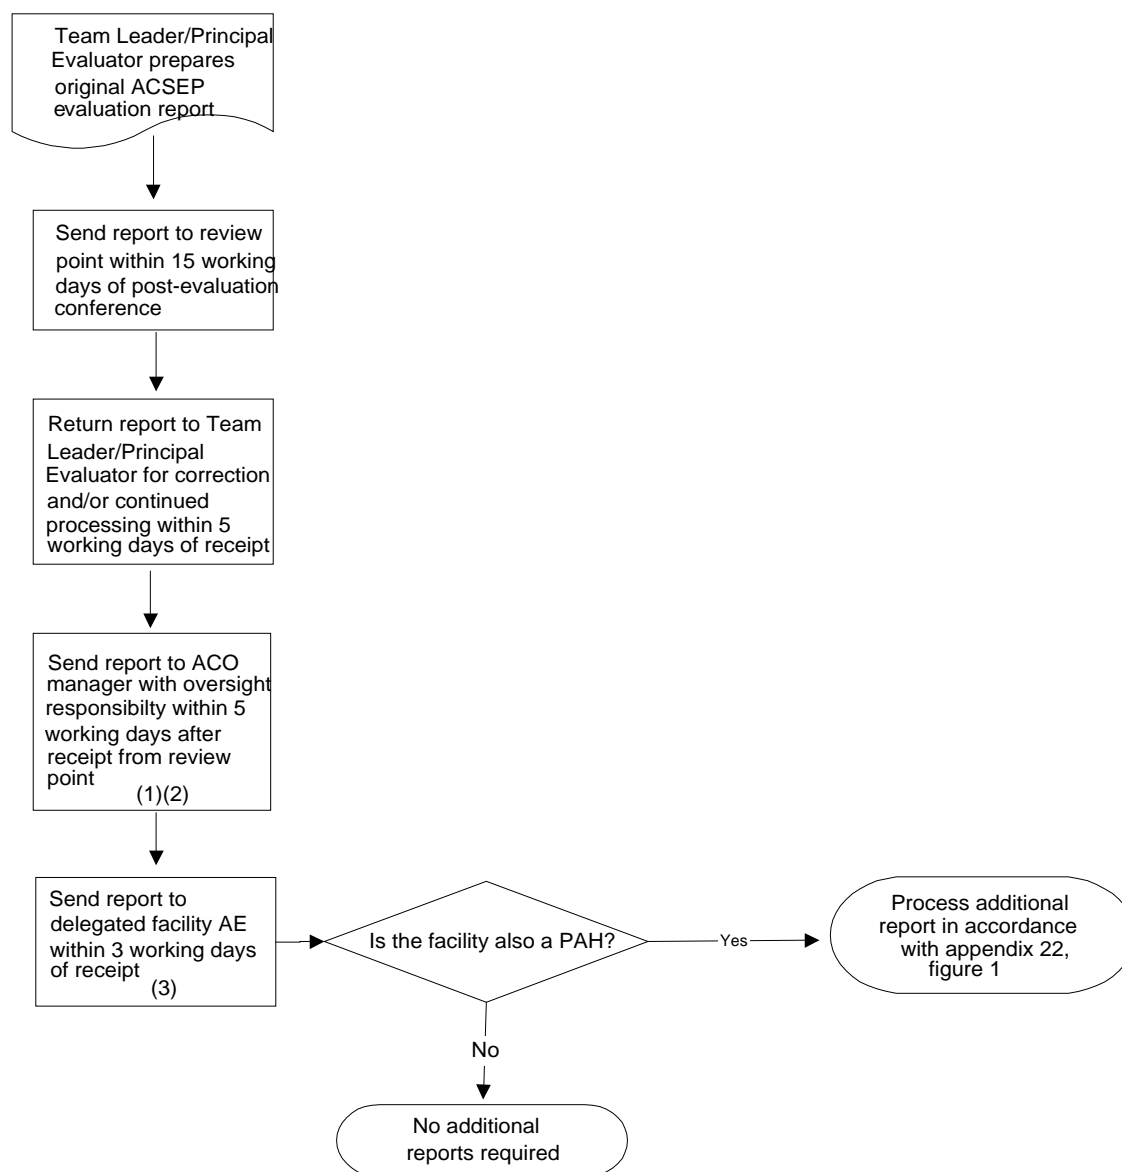 Team Leader/Principal
Evaluator prepares
original ACSEP
evaluation report
Send report to review
point within 15 working
days of post-evaluation
conference
Return report to Team
Leader/Principal
Evaluator for correction
and/or continued
processing within 5
working days of receipt
Send report to ACO
manager with oversight
responsibilty within 5
working days after
receipt from review
point
(1)(2)
Send report to
delegated facility AE
within 3 working days
of receipt
(3)
Is the facility also a PAH?
Yes
Process additional
report in accordance
with appendix 22,
figure 1
No
No additional
reports required